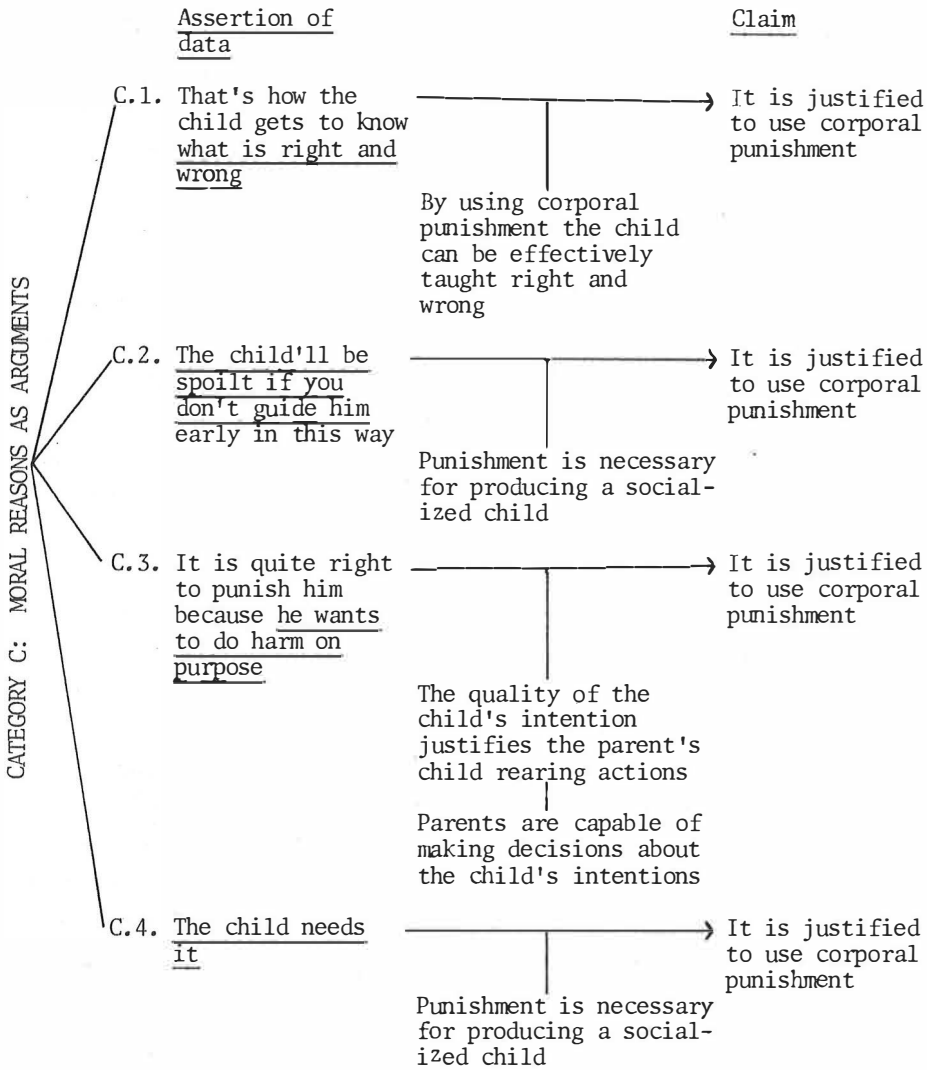 Assertion of
data
Claim
CATEGORY C: MORAL REASONS AS ARGUMENTS
C.1. That's how the
child gets to know
what is right and
wrong
It is justified
to use corporal
punishment
By using corporal
punishment the child
can be effectively
taught right and
wrong
C.2. The child'll be
spoilt if you
don't guide him
early in this way
It is justified
to use corporal
punishment
Punishment is necessary
for producing a social-
ized child
C.3. It is quite right
to punish him
because he wants
to do harm on
purpose
It is justified
to use corporal
punishment
The quality of the
child's intention
justifies the parent's
child rearing actions
Parents are capable of
making decisions about
the child's intentions
C.4. The child needs
it
It is justified
to use corporal
punishment
Punishment is necessary
for producing a social-
ized child